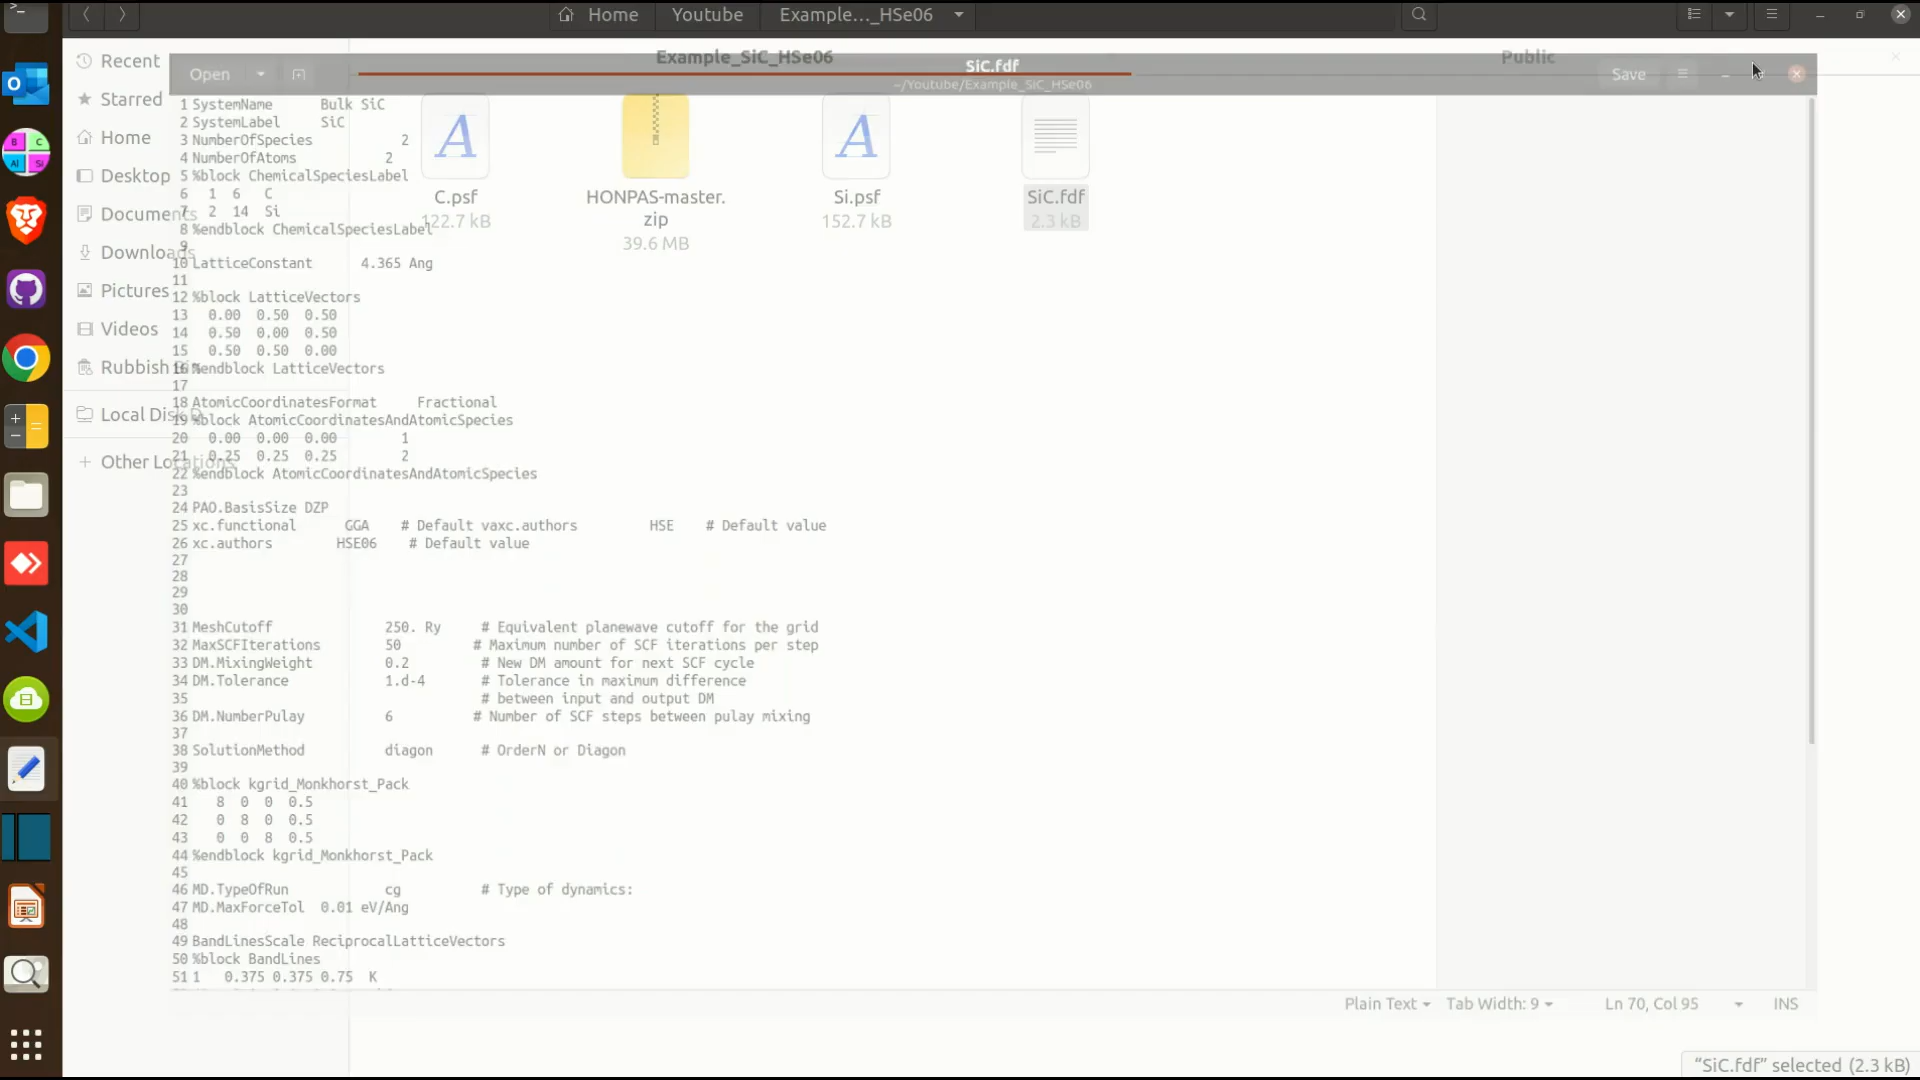 Home
Youtube
Example..._HSe06
Example_SiC_HSe06
Public
Recent
Starred
Home
Desktop
Documents
Downloads
Pictures
Videos
Rubbish
Local Disk D
Other Locations
C.psf
122.7 kB
HONPAS-master.
zip
39.6 MB
Si.psf
152.7 kB
SiC.fdf
2.3 kB
Open
SiC.fdf
~/Youtube/Example_SiC_HSe06
Save
1 SystemName Bulk SiC
2 SystemLabel SiC
3 NumberOfSpecies 2
4 NumberOfAtoms 2
5 %block ChemicalSpeciesLabel
6 1 6 C
7 2 14 Si
8 %endblock ChemicalSpeciesLabel
9
10 LatticeConstant 4.365 Ang
11
12 %block LatticeVectors
13 0.00 0.50 0.50
14 0.50 0.00 0.50
15 0.50 0.50 0.00
16 %endblock LatticeVectors
17
18 AtomicCoordinatesFormat Fractional
19 %block AtomicCoordinatesAndAtomicSpecies
20 0.00 0.00 0.00 1
21 0.25 0.25 0.25 2
22 %endblock AtomicCoordinatesAndAtomicSpecies
23
24 PAO.BasisSize DZP
25 xc.functional GGA # Default vaxc.authors HSE # Default value
26 xc.authors HSE06 # Default value
27
28
29
30
31 MeshCutoff 250. Ry # Equivalent planewave cutoff for the grid
32 MaxSCFIterations 50 # Maximum number of SCF iterations per step
33 DM.MixingWeight 0.2 # New DM amount for next SCF cycle
34 DM.Tolerance 1.d-4 # Tolerance in maximum difference
35 # between input and output DM
36 DM.NumberPulay 6 # Number of SCF steps between pulay mixing
37
38 SolutionMethod diagon # OrderN or Diagon
39
40 %block kgrid_Monkhorst_Pack
41 8 0 0 0.5
42 0 8 0 0.5
43 0 0 8 0.5
44 %endblock kgrid_Monkhorst_Pack
45
46 MD.TypeOfRun cg # Type of dynamics:
47 MD.MaxForceTol 0.01 eV/Ang
48
49 BandLinesScale ReciprocalLatticeVectors
50 %block BandLines
51 1 0.375 0.375 0.75 K
Plain Text
Tab Width: 9
Ln 70, Col 95
INS
“SiC.fdf” selected (2.3 kB)